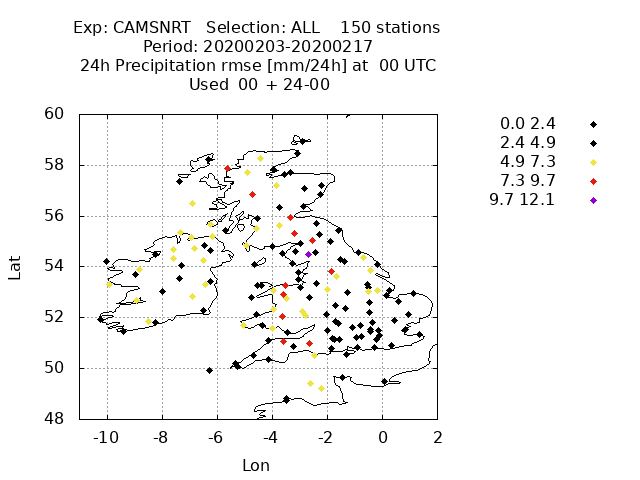 Exp: CAMSNRT   Selection: ALL    150 stations
Period: 20200203-20200217
24h Precipitation rmse [mm/24h] at  00 UTC
Used  00 + 24-00
0.0 2.4
2.4 4.9
4.9 7.3
7.3 9.7
9.7 12.1
60
58
56
54
52
50
48
Lat
-10 -8 -6 -4 -2 0 2
Lon